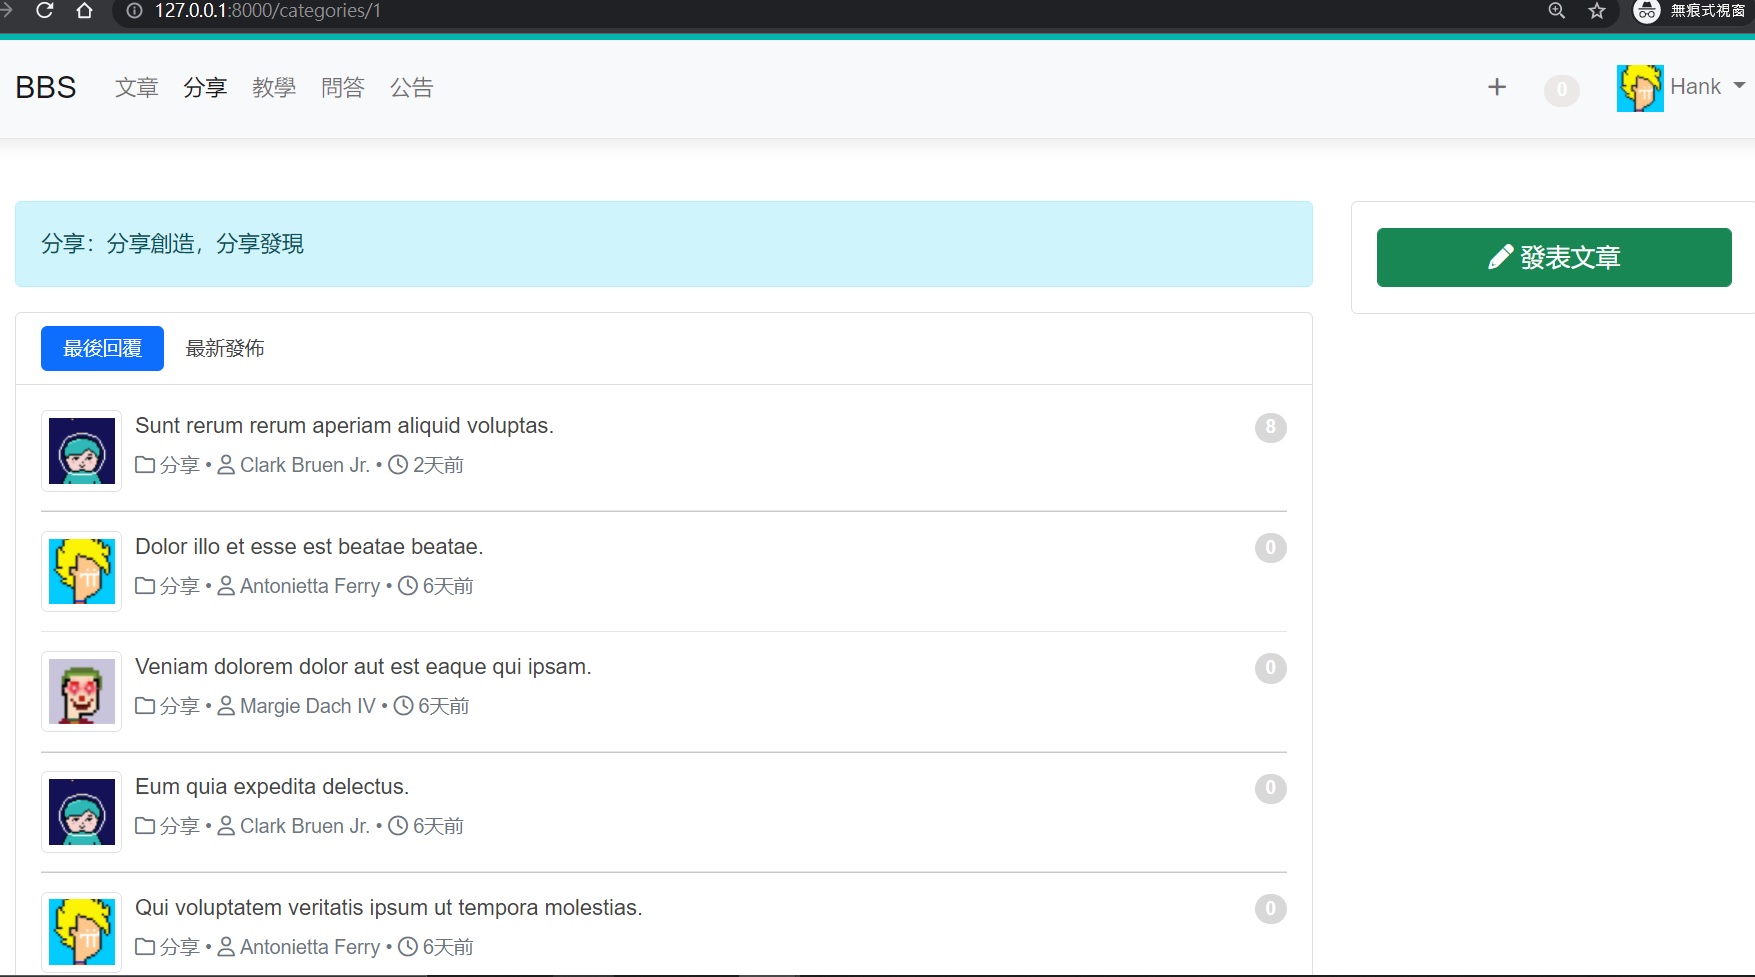 127.0.0.1:8000/categories/1 無痕式視窗
BBS 文章 分享 教學 問答 公告 0 Hank
分享：分享創造，分享發現
發表文章
最後回覆 最新發佈
Sunt rerum rerum aperiam aliquid voluptas. 8
分享 • Clark Bruen Jr. • 2天前
Dolor illo et esse est beatae beatae. 0
分享 • Antonietta Ferry • 6天前
Veniam dolorem dolor aut est eaque qui ipsam. 0
分享 • Margie Dach IV • 6天前
Eum quia expedita delectus. 0
分享 • Clark Bruen Jr. • 6天前
Qui voluptatem veritatis ipsum ut tempora molestias. 0
分享 • Antonietta Ferry • 6天前